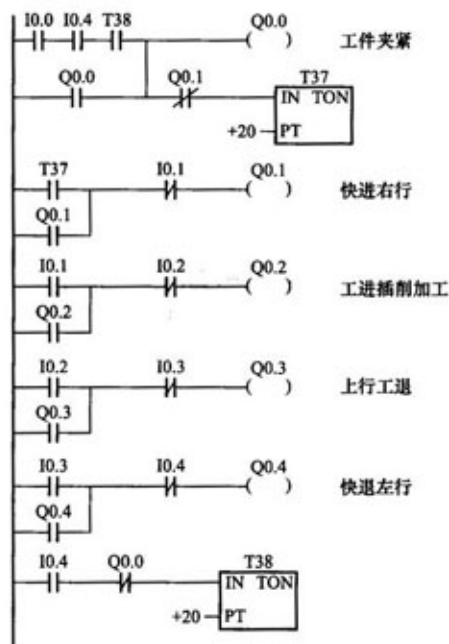 I0.0 I0.4 T38 Q0.0 工件夹紧
Q0.0 Q0.1 T37
IN TON
+20 PT
T37 I0.1 Q0.1 快进右行
Q0.1
I0.1 I0.2 Q0.2 工进插削加工
Q0.2
I0.2 I0.3 Q0.3 上行工退
Q0.3
I0.3 I0.4 Q0.4 快退左行
Q0.4
I0.4 Q0.0 T38
IN TON
+20 PT